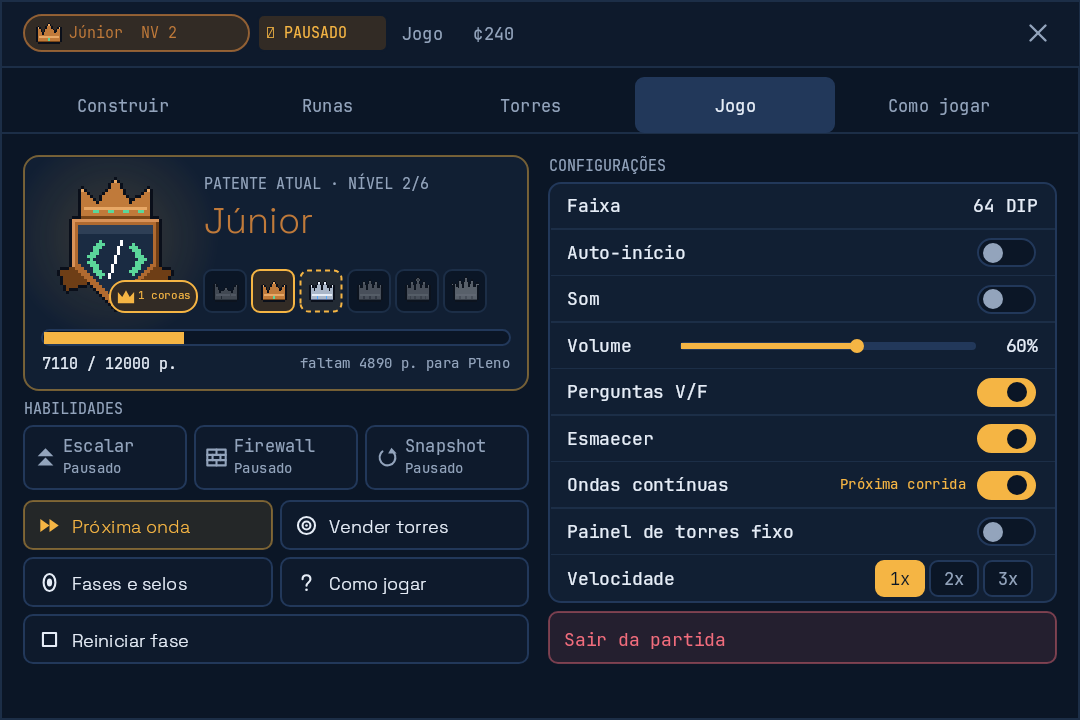 Júnior NV 2
PAUSADO
Jogo
₵240
Construir
Runas
Torres
Jogo
Como jogar
PATENTE ATUAL · NÍVEL 2/6
Júnior
1 coroas
7110 / 12000 p.
faltam 4890 p. para Pleno
HABILIDADES
Escalar
Pausado
Firewall
Pausado
Snapshot
Pausado
Próxima onda
Vender torres
Fases e selos
? Como jogar
Reiniciar fase
CONFIGURAÇÕES
Faixa 64 DIP
Auto-início
Som
Volume 60%
Perguntas V/F
Esmaecer
Ondas contínuas Próxima corrida
Painel de torres fixo
Velocidade 1x 2x 3x
Sair da partida